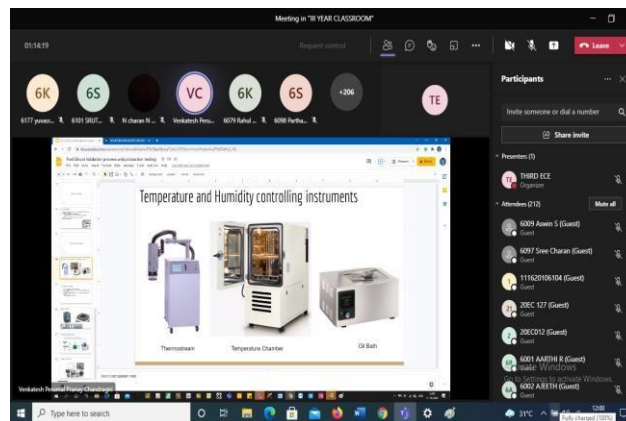 Meeting in "III YEAR CLASSROOM"
01:14:19
Request control
Leave
6K
6S
VC
6K
6S
+206
TE
6177 yuvasr...
6101 SRUT...
N charan N ...
Venkatesh Peru...
6079 Rahul ...
6098 Partha...
Participants
Invite someone or dial a number
Share invite
Presenters (1)
TE
THIRD ECE
Organizer
Attendees (212)
Mute all
6009 Aswin S (Guest)
Guest
6097 Sree Charan (Guest)
Guest
111620106104 (Guest)
Guest
20EC 127 (Guest)
Guest
20EC012 (Guest)
Guest
6001 AARTHI R (Guest)
Guest
6002 AJEETH (Guest)
Guest
Activate Windows
Go to Settings to activate Windows.
Temperature and Humidity controlling instruments
Thermostream
Temperature Chamber
Oil Bath
Venkatesh Perumal Pranay Chandragiri
Type here to search
31°C
12:00
Fully charged (100%)